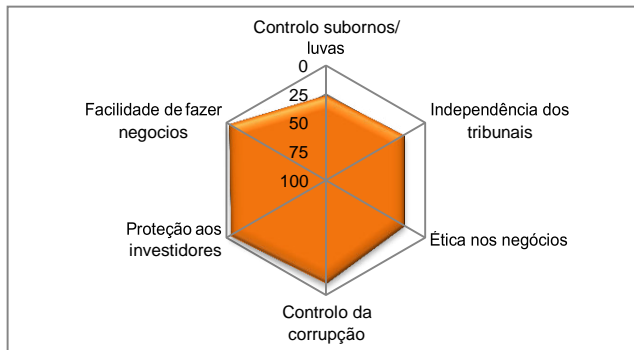 Controlo subornos/
luvas
0
25
50
75
100
Facilidade de fazer
negocios
Independência dos
tribunais
Proteção aos
investidores
Ética nos negócios
Controlo da
corrupção